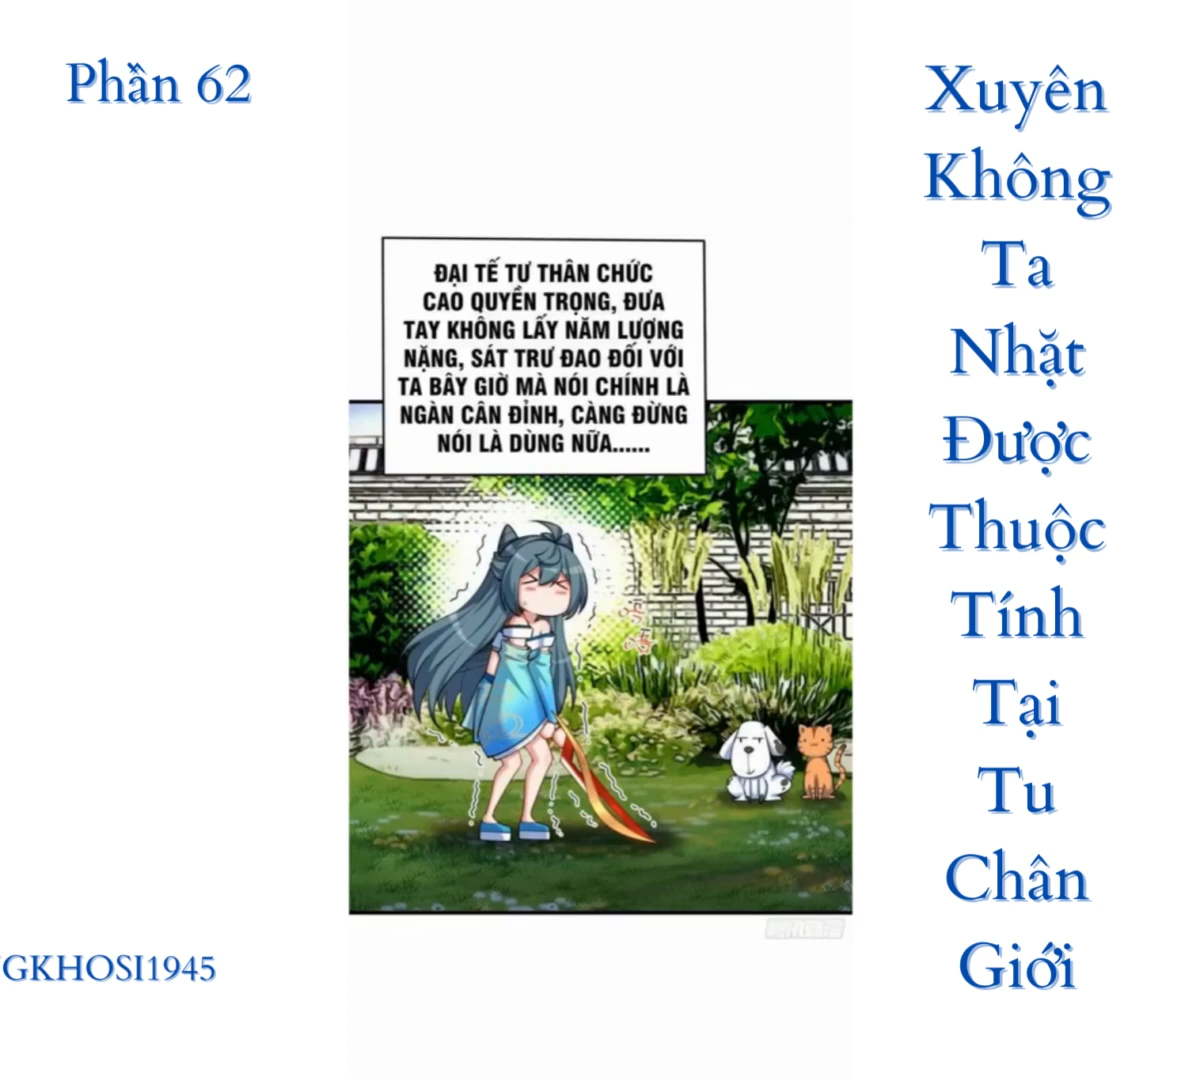 Phần 62
ĐẠI TẾ TƯ THÂN CHỨC
CAO QUYỀN TRỌNG, ĐƯA
TAY KHÔNG LẤY NĂM LƯỢNG
NẶNG, SÁT TRƯ ĐAO ĐỐI VỚI
TA BÂY GIỜ MÀ NÓI CHÍNH LÀ
NGÀN CÂN ĐỈNH, CÀNG ĐỪNG
NÓI LÀ DÙNG NỮA......
GKHOSI1945
Xuyên
Không
Ta
Nhặt
Được
Thuộc
Tính
Tại
Tu
Chân
Giới